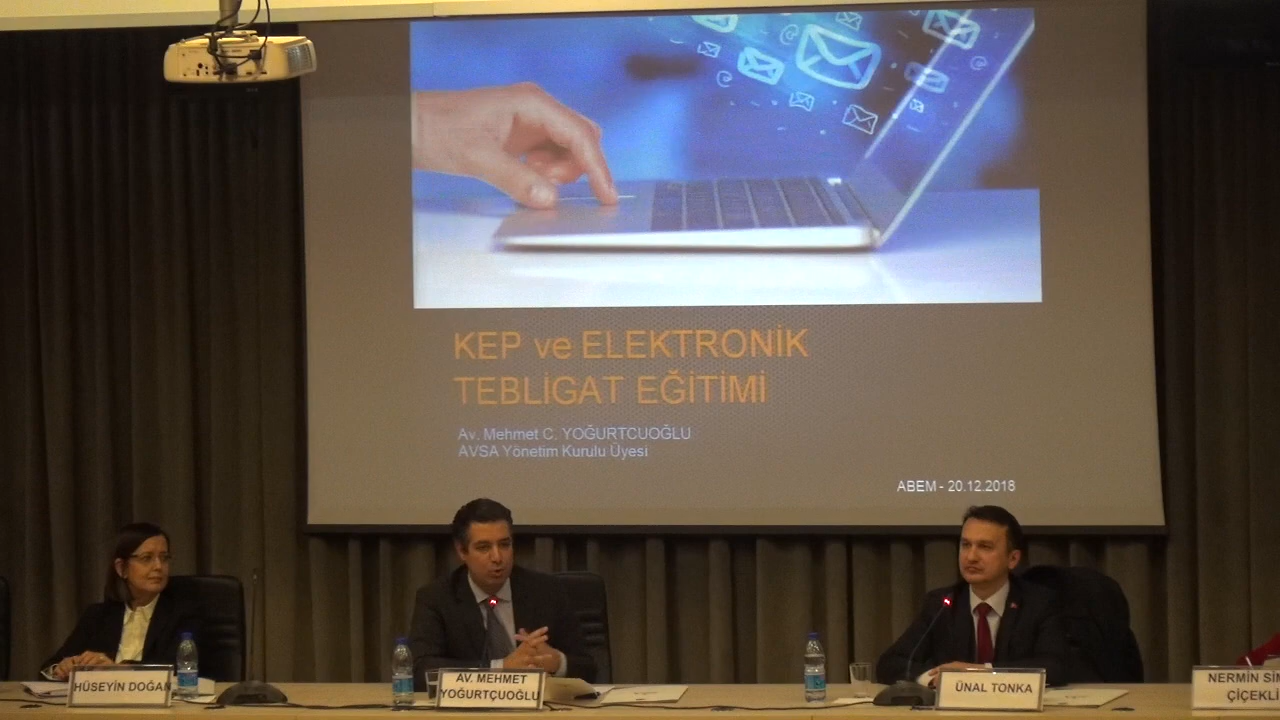 KEP ve ELEKTRONİK
TEBLİGAT EĞİTİMİ
Av. Mehmet C. YOĞURTCUOĞLU
AVSA Yönetim Kurulu Üyesi
ABEM - 20.12.2018
HÜSEYİN DOĞAN
AV. MEHMET
YOĞURTÇUOĞLU
ÜNAL TONKA
NERMİN Sİ
ÇİÇEKLİ